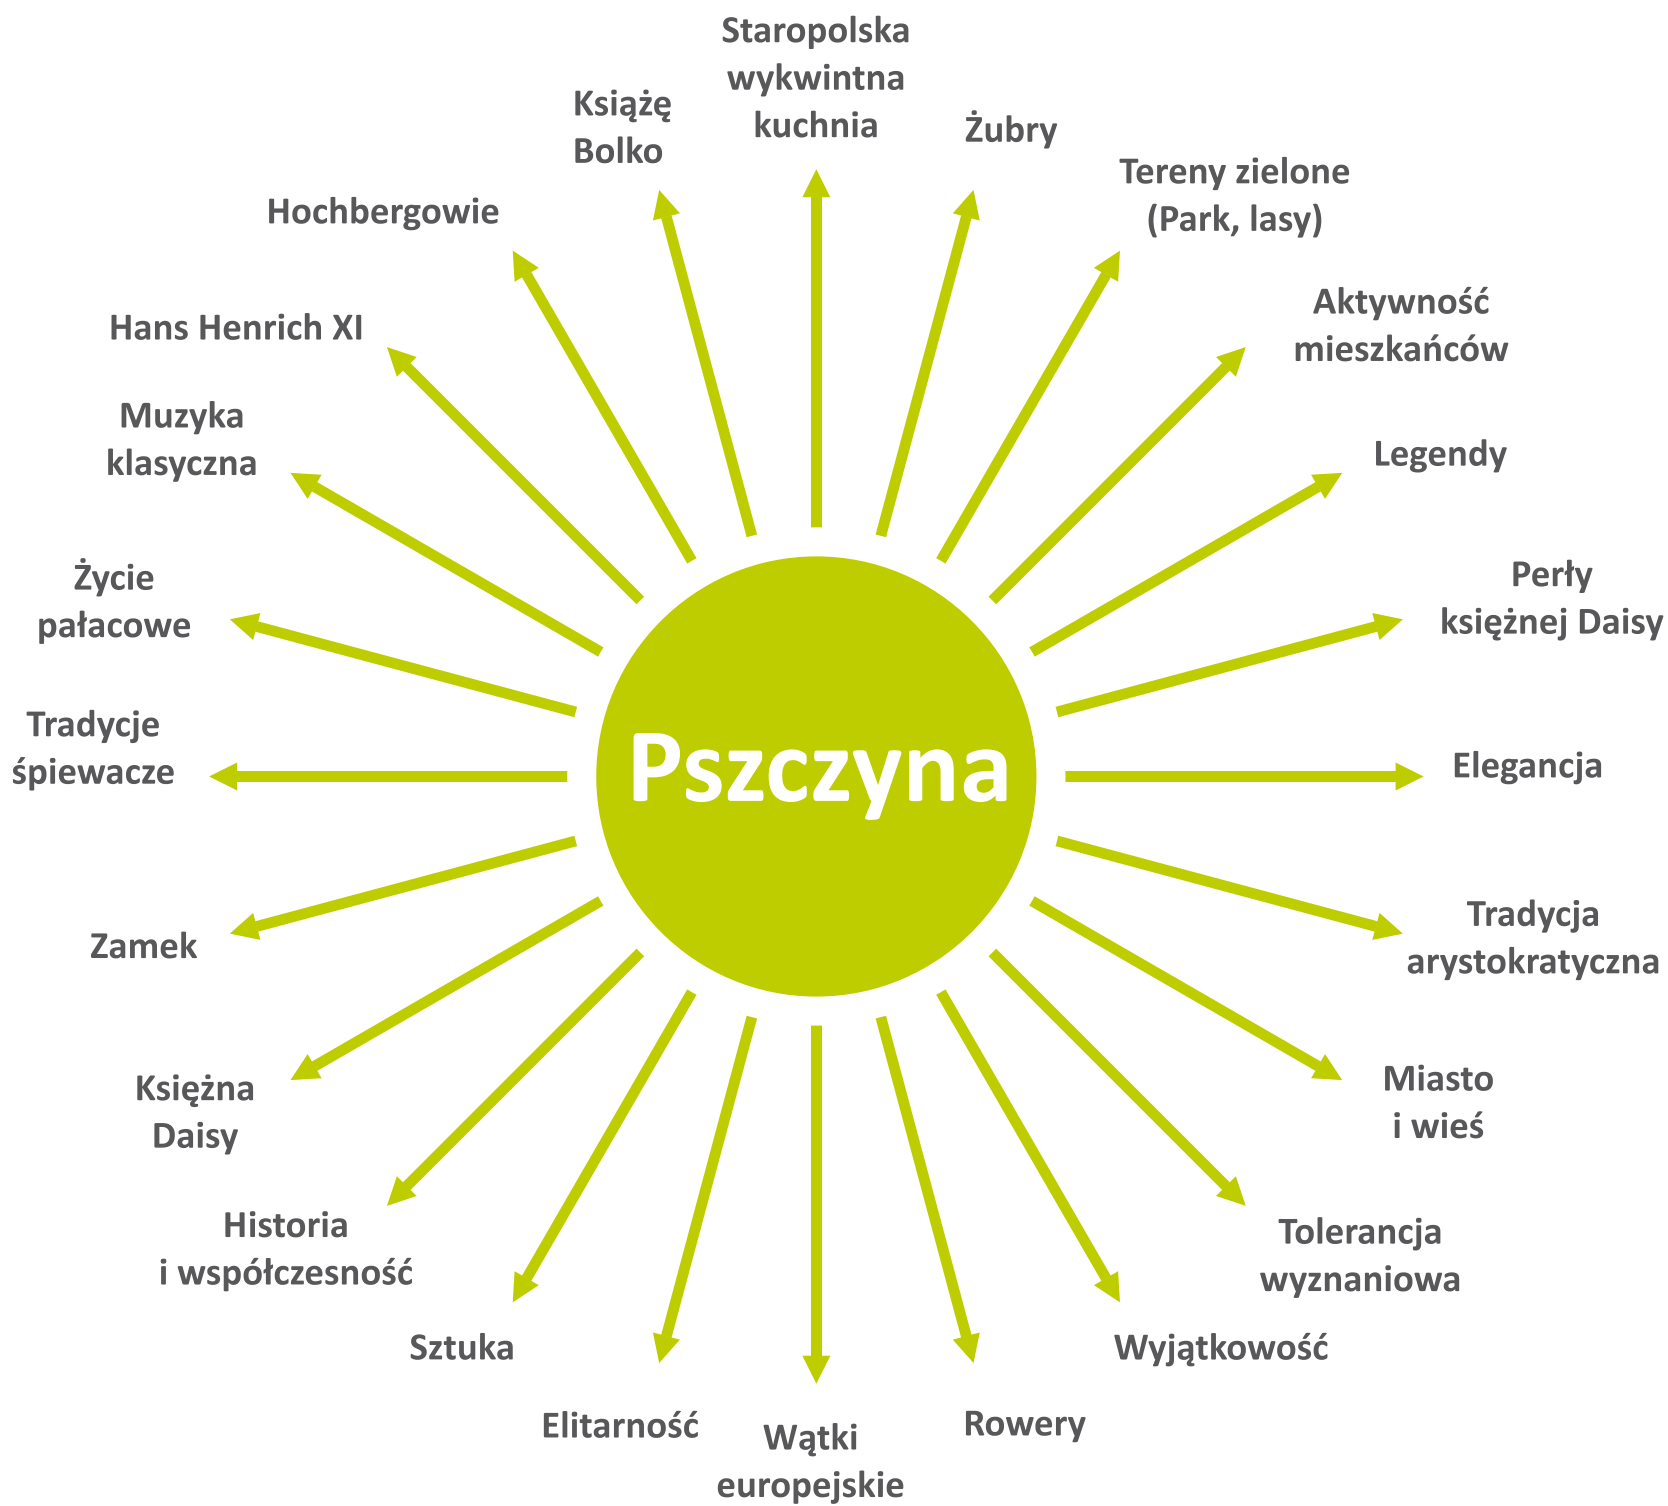 Staropolska
wykwintna
kuchnia
Żubry
Tereny zielone
(Park, lasy)
Aktywność
mieszkańców
Legendy
Perły
księżnej Daisy
Elegancja
Tradycja
arystokratyczna
Miasto
i wieś
Tolerancja
wyznaniowa
Wyjątkowość
Rowery
Wątki
europejskie
Elitarność
Sztuka
Historia
i współczesność
Księżna
Daisy
Zamek
Tradycje
śpiewacze
Życie
pałacowe
Muzyka
klasyczna
Hans Henrich XI
Hochbergowie
Książę
Bolko
Pszczyna